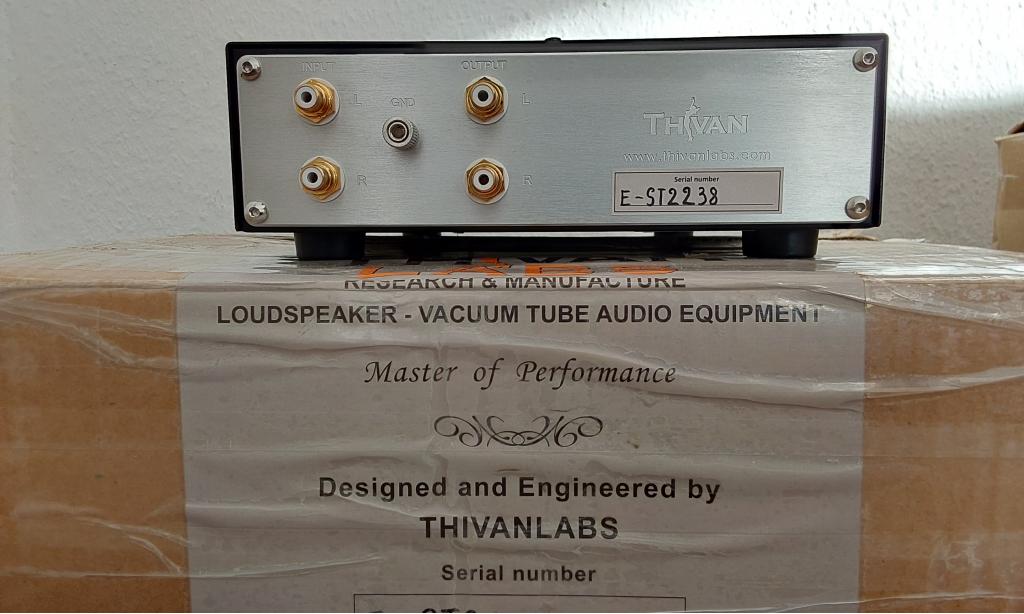 INPUT
OUTPUT
L
GND
L
R
R
THIVAN
www.thivanlabs.com
Serial number
E-ST2238
LABS
RESEARCH & MANUFACTURE
LOUDSPEAKER - VACUUM TUBE AUDIO EQUIPMENT
Master of Performance
Designed and Engineered by
THIVANLABS
Serial number